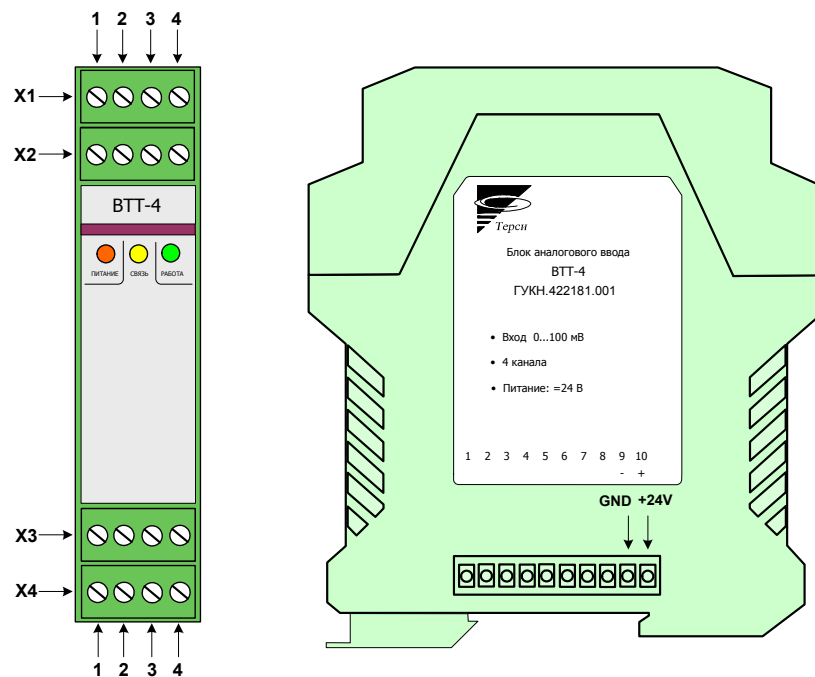 1 2 3 4
X1
X2
ВТТ-4
ПИТАНИЕ СВЯЗЬ РАБОТА
X3
X4
1 2 3 4
Терси
Блок аналогового ввода
ВТТ-4
ГУКН.422181.001
• Вход 0...100 мВ
• 4 канала
• Питание: =24 В
1 2 3 4 5 6 7 8 9 10
- +
GND +24V